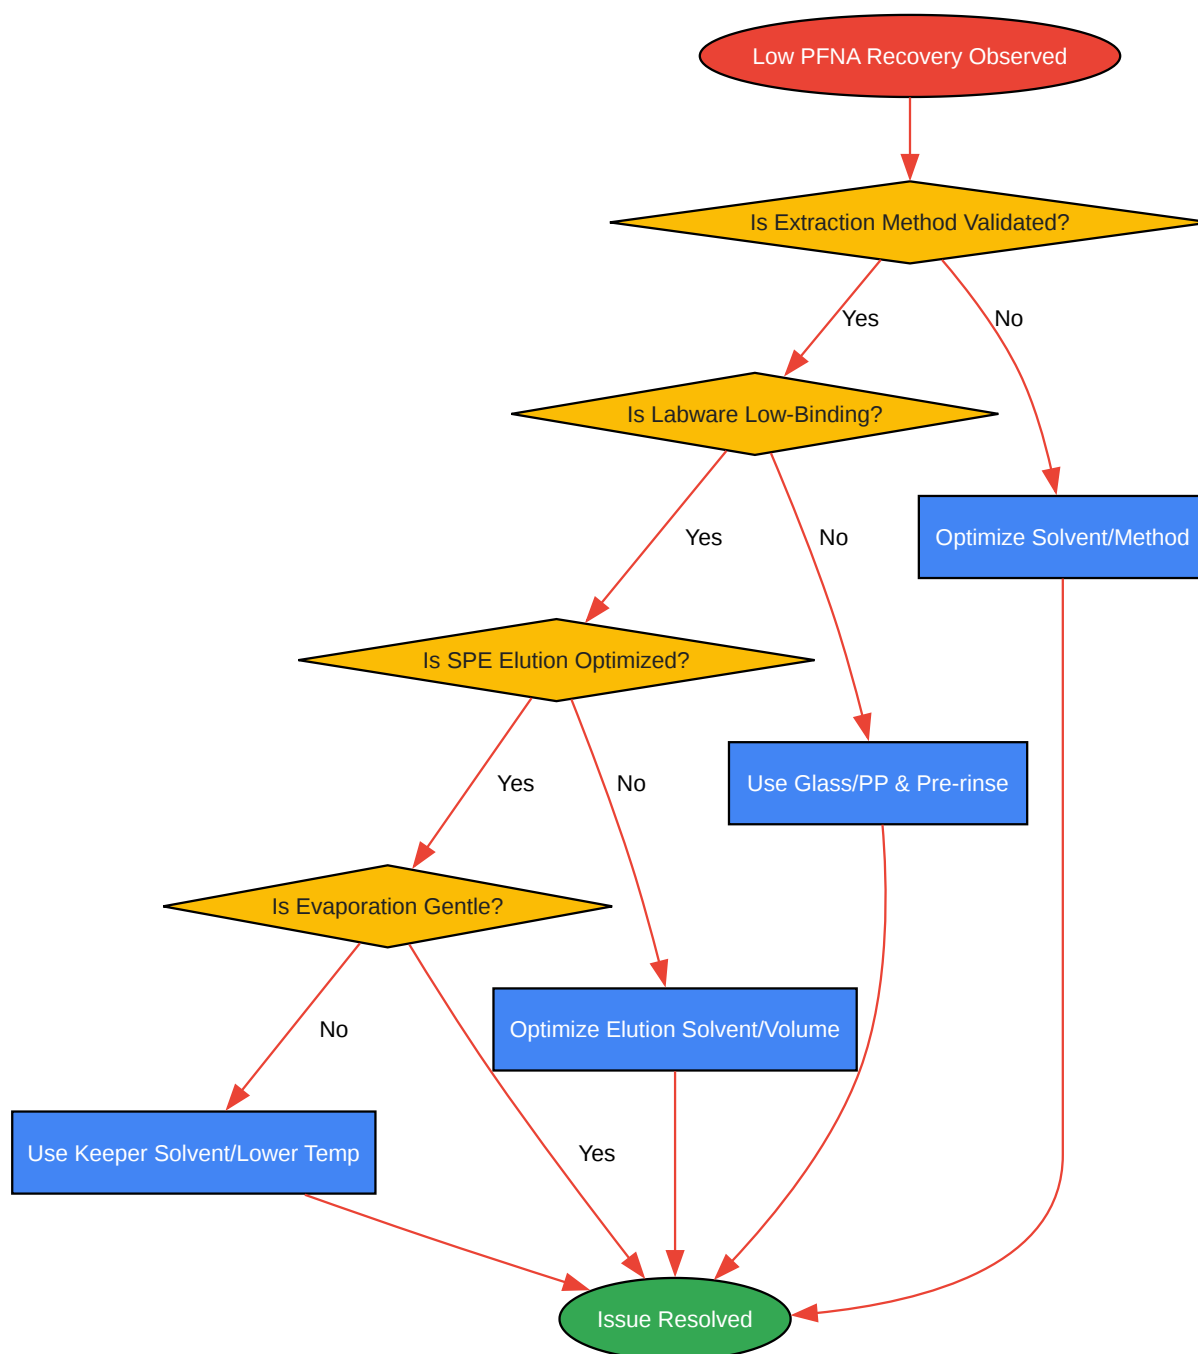 Low PFNA Recovery Observed
Is Extraction Method Validated?
Yes
No
Is Labware Low-Binding?
Yes
No
Optimize Solvent/Method
Is SPE Elution Optimized?
Yes
No
Use Glass/PP & Pre-rinse
Is Evaporation Gentle?
No
Optimize Elution Solvent/Volume
Use Keeper Solvent/Lower Temp
Yes
Issue Resolved